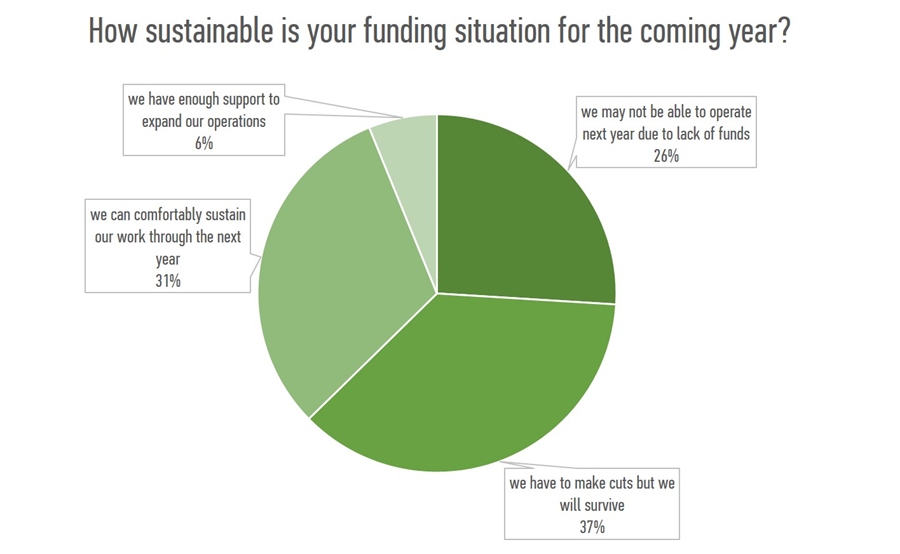 How sustainable is your funding situation for the coming year?
we have enough support to
expand our operations
6%
we may not be able to operate
next year due to lack of funds
26%
we can comfortably sustain
our work through the next
year
31%
we have to make cuts but we
will survive
37%